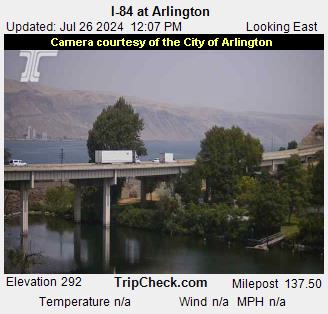 I-84 at Arlington
Updated: Jul 26 2024 12:07 PM Looking East
Camera courtesy of the City of Arlington
Elevation 292 TripCheck.com Milepost 137.50
Temperature n/a Wind n/a MPH n/a